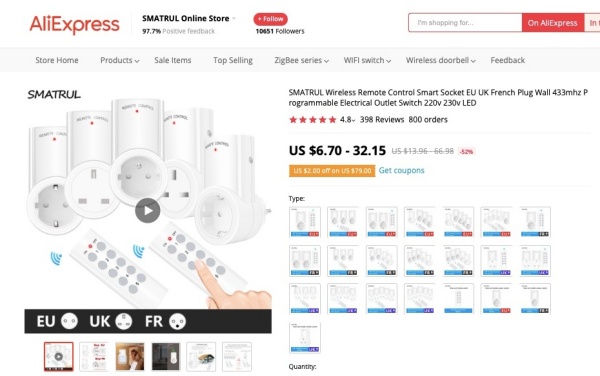 AliExpress
SMATRUL Online Store
97.7% Positive feedback
+ Follow
10651 Followers
I'm shopping for...
On AliExpress
In t
Store Home
Products
Sale Items
Top Selling
ZigBee series
WIFI switch
Wireless doorbell
Feedback
SMATRUL
EU
UK
FR
SMATRUL Wireless Remote Control Smart Socket EU UK French Plug Wall 433mhz P
rogrammable Electrical Outlet Switch 220v 230v LED
4.8
398 Reviews
800 orders
US $6.70 - 32.15
US $13.96 - 66.98
-52%
US $2.00 off on US $79.00
Get coupons
Type:
Quantity: